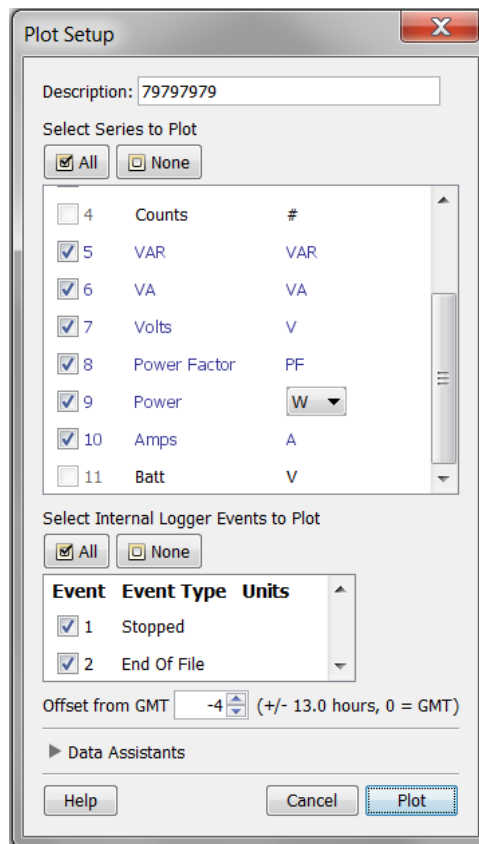 Plot Setup
Description: 79797979
Select Series to Plot
All None
4 Counts #
5 VAR VAR
6 VA VA
7 Volts V
8 Power Factor PF
9 Power W
10 Amps A
11 Batt V
Select Internal Logger Events to Plot
All None
Event Event Type Units
1 Stopped
2 End Of File
Offset from GMT -4 (+/- 13.0 hours, 0 = GMT)
Data Assistants
Help Cancel Plot